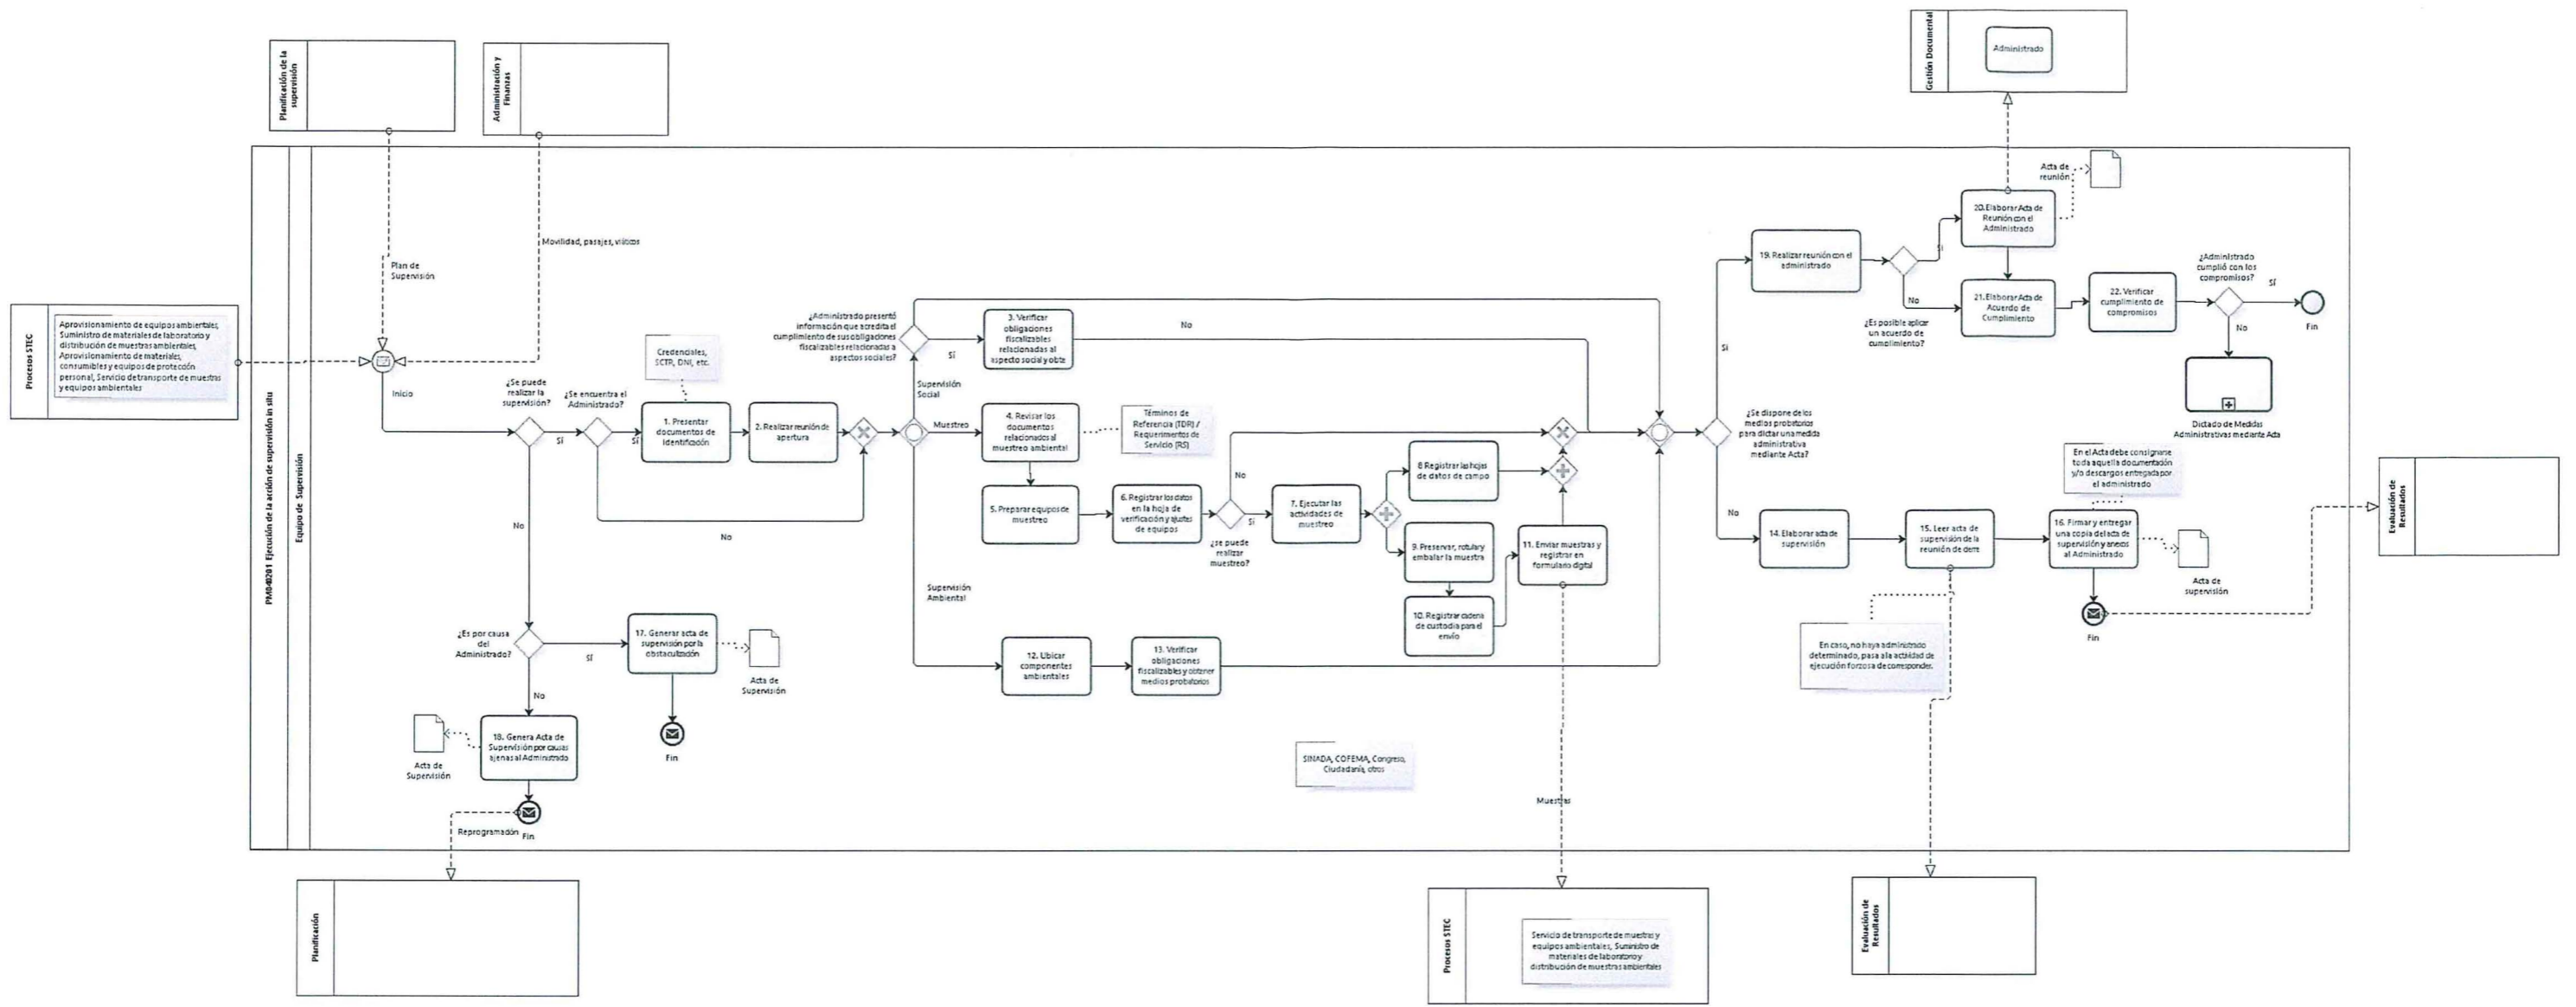 Planificación de la
supervisión
Administración y
Finanzas
Gestión Documental
Administrado
Procesos STEC
Aprovisionamiento de equipos ambientales,
Suministro de materiales de laboratorio y
distribución de muestras ambientales,
Aprovisionamiento de materiales,
consumibles y equipos de protección
personal, Servicio de transporte de muestras
y equipos ambientales
PM040201 Ejecución de la acción de supervisión in situ
Equipo de Supervisión
Plan de
Supervisión
Movilidad, pasajes, viáticos
Inicio
¿Se puede
realizar la
supervisión?
Sí
No
¿Se encuentra el
Administrado?
Sí
No
Credenciales,
SCTR, DNI, etc.
1. Presentar
documentos de
identificación
2. Realizar reunión de
apertura
¿Administrado presentó
información que acredita el
cumplimiento de sus obligaciones
fiscalizables relacionadas a
aspectos sociales?
Sí
No
Supervisión
Social
3. Verificar
obligaciones
fiscalizables
relacionadas al
aspecto social y obte
Muestreo
4. Revisar los
documentos
relacionados al
muestreo ambiental
Términos de
Referencia (TDR) /
Requerimientos de
Servicio (RS)
5. Preparar equipos de
muestreo
6. Registrar los datos
en la hoja de
verificación y ajustes
de equipos
¿se puede
realizar
muestreo?
No
Sí
7. Ejecutar las
actividades de
muestreo
8 Registrar las hojas
de datos de campo
9. Preservar, rotular y
embalar la muestra
10. Registrar cadena
de custodia para el
envío
11. Enviar muestras y
registrar en
formulario digital
Supervisión
Ambiental
12. Ubicar
componentes
ambientales
13. Verificar
obligaciones
fiscalizables y obtener
medios probatorios
¿Se dispone de los
medios probatorios
para dictar una medida
administrativa
mediante Acta?
Sí
No
19. Realizar reunión con el
administrado
¿Es posible aplicar
un acuerdo de
cumplimiento?
Sí
No
20. Elaborar Acta de
Reunión con el
Administrado
Acta de
reunión
21. Elaborar Acta de
Acuerdo de
Cumplimiento
22. Verificar
cumplimiento de
compromisos
¿Administrado
cumplió con los
compromisos?
Sí
Fin
No
Dictado de Medidas
Administrativas mediante Acta
14. Elaborar acta de
supervisión
15. Leer acta de
supervisión de la
reunión de cierre
En el Acta debe consignarse
toda aquella documentación
y/o descargos entregada por
el administrado
16. Firmar y entregar
una copia del acta de
supervisión y anexos
al Administrado
Acta de
supervisión
Fin
En caso, no haya administrado
determinado, pasa a la actividad de
ejecución forzosa de corresponder.
Evaluación de
Resultados
¿Es por causa
del
Administrado?
Sí
No
17. Generar acta de
supervisión por la
obstaculización
Acta de
Supervisión
Fin
18. Genera Acta de
Supervisión por causas
ajenas al Administrado
Acta de
Supervisión
Fin
Reprogramación
SINADA, COFEMA, Congreso,
Ciudadanía, otros
Muestras
Planificación
Procesos STEC
Servicio de transporte de muestras y
equipos ambientales, Suministro de
materiales de laboratorio y
distribución de muestras ambientales
Evaluación de
Resultados